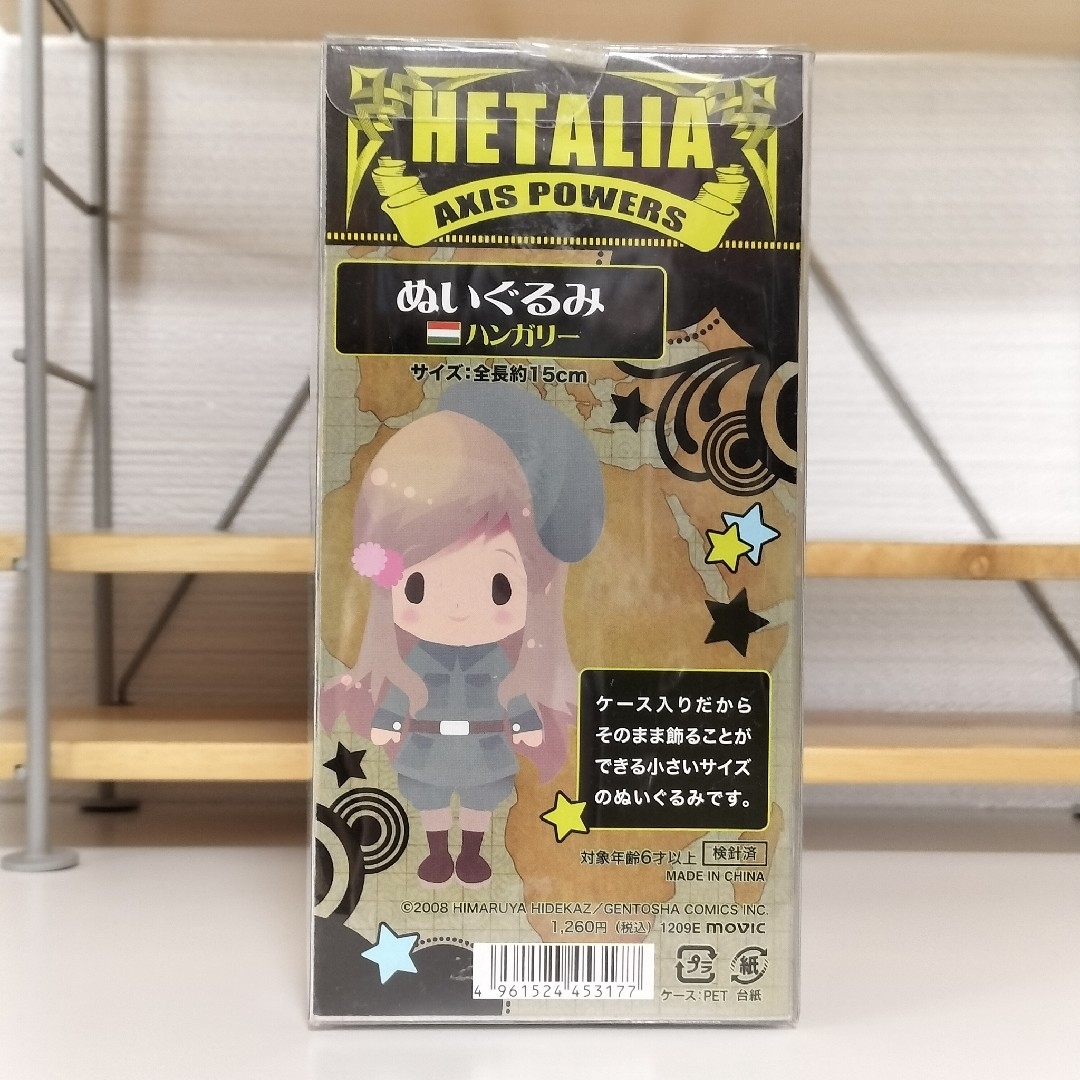 HETALIA
AXIS POWERS
ぬいぐるみ
ハンガリー
サイズ:全長約15cm
ケース入りだから
そのまま飾ることが
できる小さいサイズ
のぬいぐるみです。
対象年齢6才以上 検針済
MADE IN CHINA
©2008 HIMARUYA HIDEKAZ/GENTOSHA COMICS INC.
1,260円(税込) 1209E movic
4 961524 453177
プラ 紙
ケース:PET 台紙